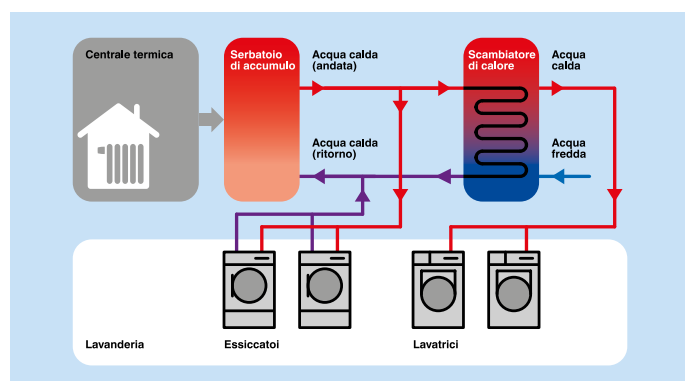 Centrale termica
Serbatoio
di accumulo
Acqua calda
(andata)
Scambiatore
di calore
Acqua
calda
Acqua calda
(ritorno)
Acqua
fredda
Lavanderia
Essiccatoi
Lavatrici